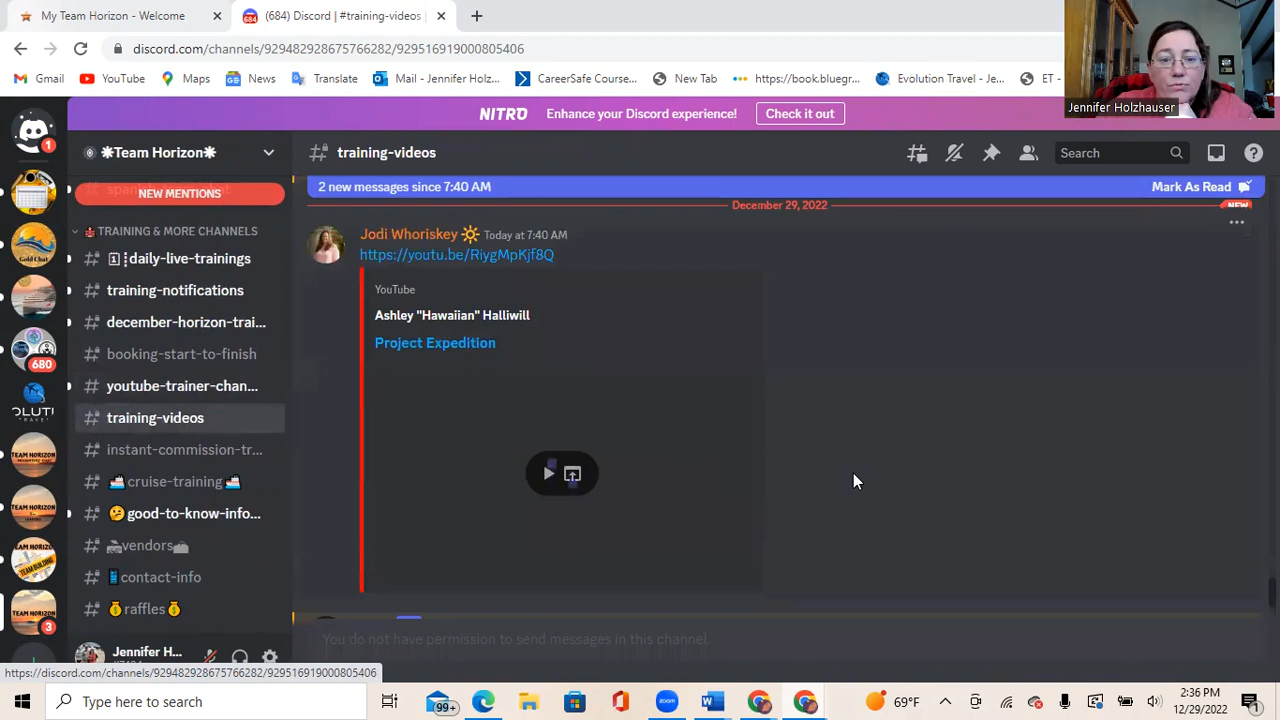 My Team Horizon - Welcome
(684) Discord | #training-videos
discord.com/channels/929482928675766282/929516919000805406
Gmail YouTube Maps News Translate Mail - Jennifer Holz... CareerSafe Course... New Tab https://book.bluegr... Evolution Travel - Je... ET -
Jennifer Holzhauser
NITRO Enhance your Discord experience! Check it out
1
Team Horizon
training-videos
Search
NEW MENTIONS
2 new messages since 7:40 AM Mark As Read
December 29, 2022 NEW
TRAINING & MORE CHANNELS
Jodi Whoriskey Today at 7:40 AM
https://youtu.be/RiygMpKjf8Q
daily-live-trainings
training-notifications
YouTube
Ashley "Hawaiian" Halliwill
december-horizon-trai...
Project Expedition
booking-start-to-finish
680
youtube-trainer-chan...
training-videos
instant-commission-tr...
cruise-training
good-to-know-info...
vendors
contact-info
raffles
3
Jennifer H...
You do not have permission to send messages in this channel.
https://discord.com/channels/929482928675766282/929516919000805406
Type here to search
99+
69°F
2:36 PM
12/29/2022
1